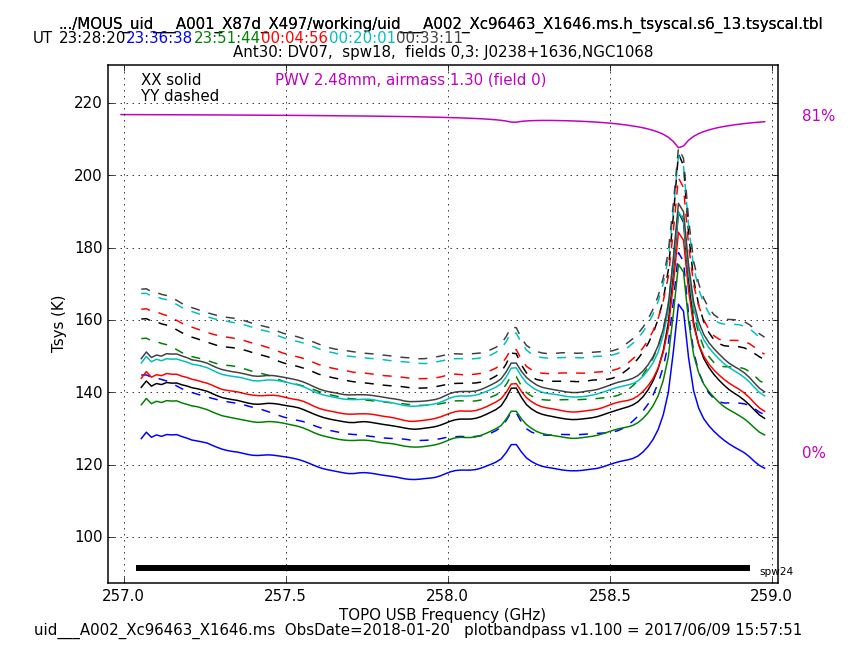 .../MOUS_uid___A001_X87d_X497/working/uid___A002_Xc96463_X1646.ms.h_tsyscal.s6_13.tsyscal.tbl
UT 23:28:20 23:36:38 23:51:44 00:04:56 00:20:01 00:33:11
Ant30: DV07, spw18, fields 0,3: J0238+1636,NGC1068
XX solid PWV 2.48mm, airmass 1.30 (field 0)
YY dashed
220
81%
200
180
160
Tsys (K)
140
120
0%
100
spw24
257.0 257.5 258.0 258.5 259.0
TOPO USB Frequency (GHz)
uid___A002_Xc96463_X1646.ms ObsDate=2018-01-20 plotbandpass v1.100 = 2017/06/09 15:57:51